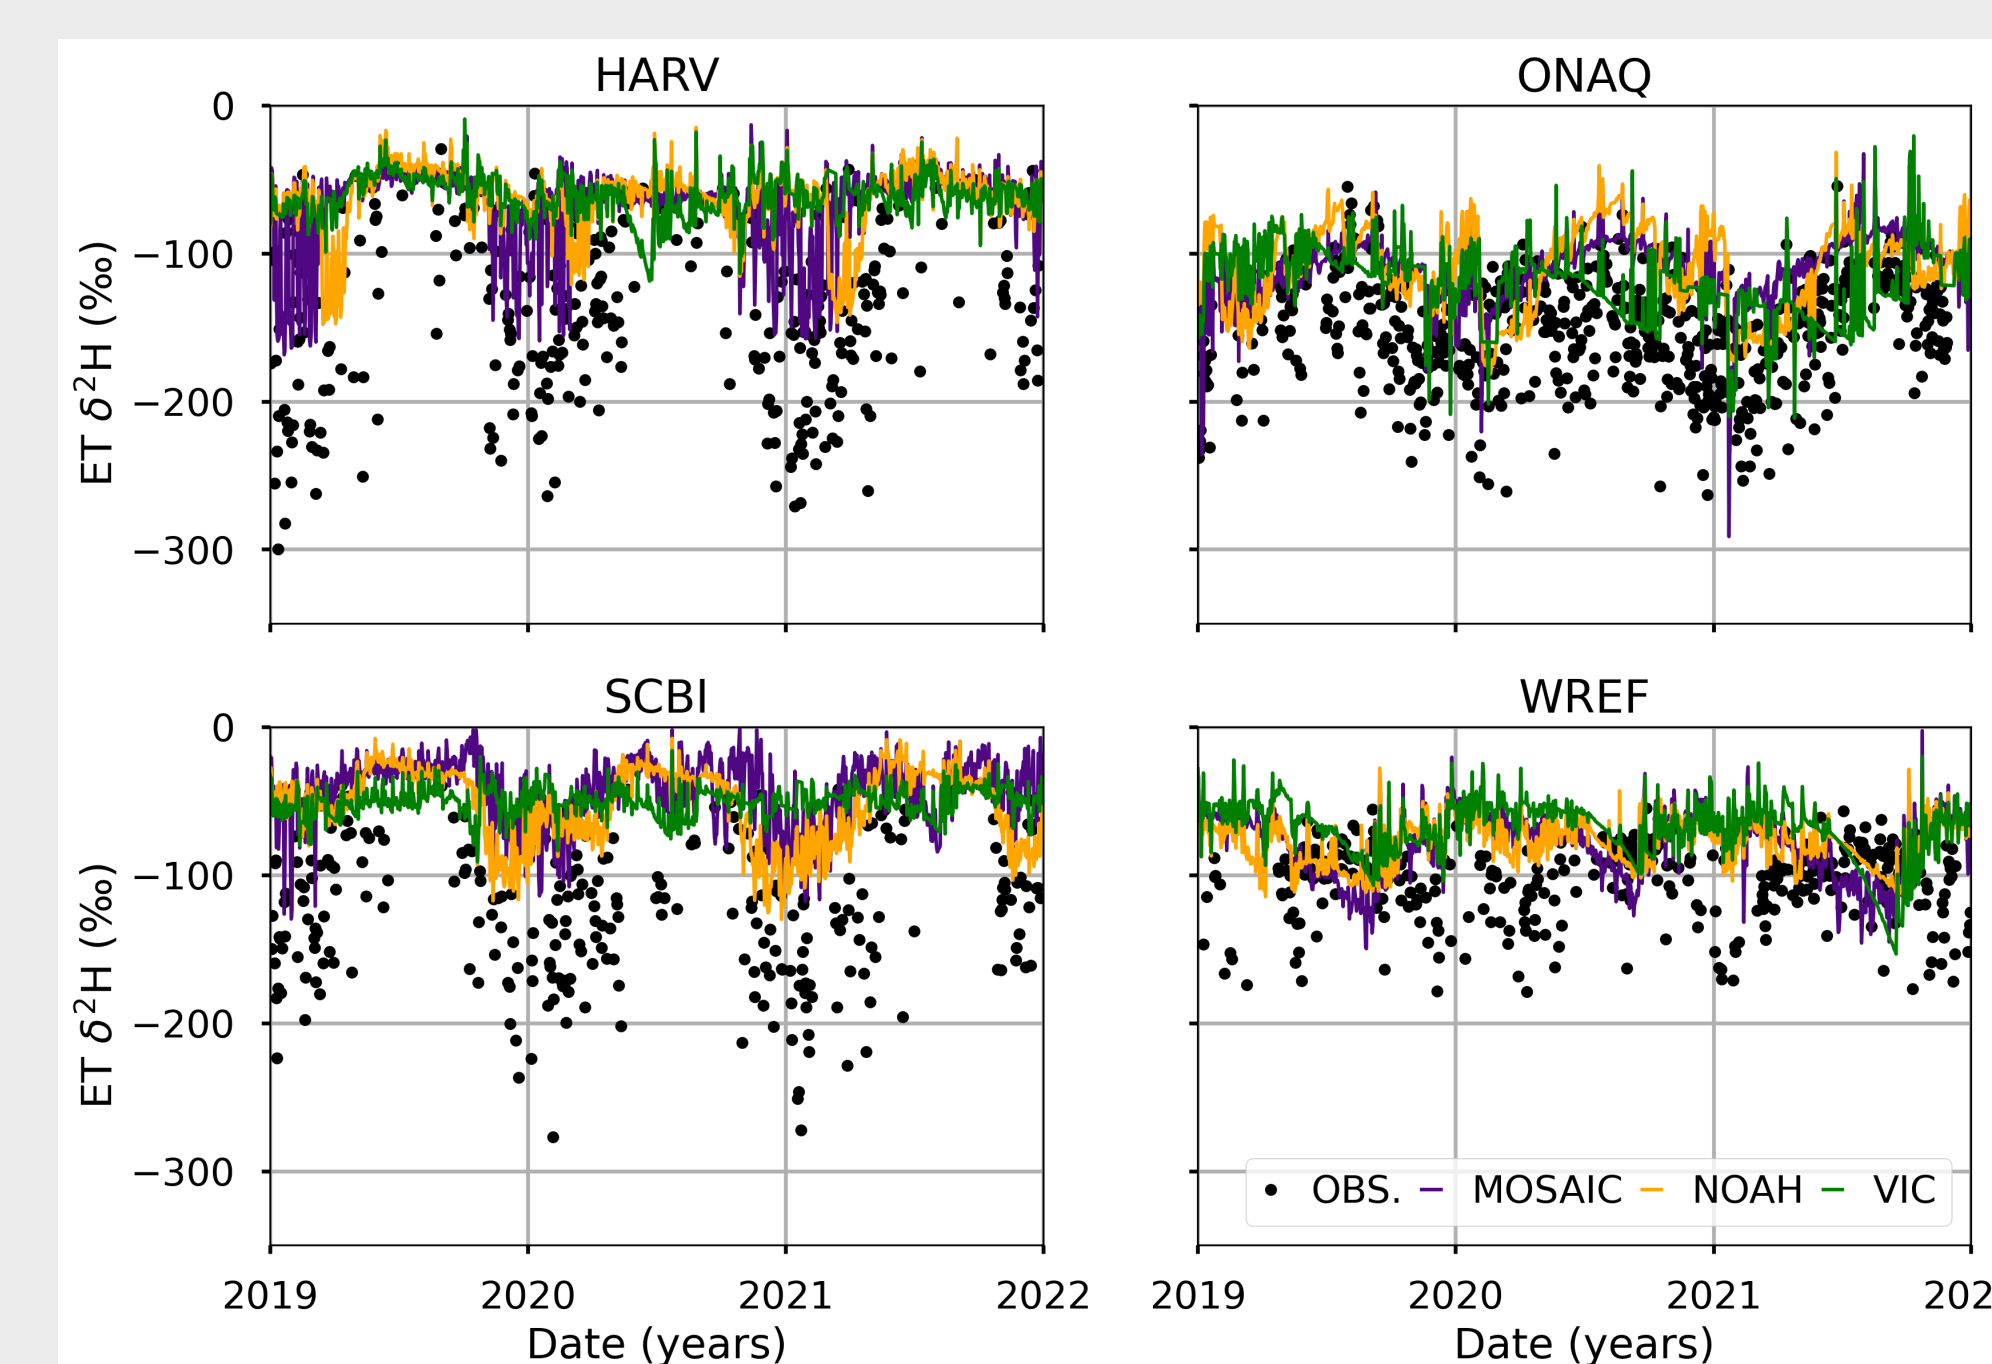 HARV
ONAQ
0
−100
−200
−300
ET δ²H (‰)
SCBI
WREF
0
−100
−200
−300
ET δ²H (‰)
OBS. MOSAIC NOAH VIC
2019 2020 2021 2022
2019 2020 2021 202
Date (years)
Date (years)